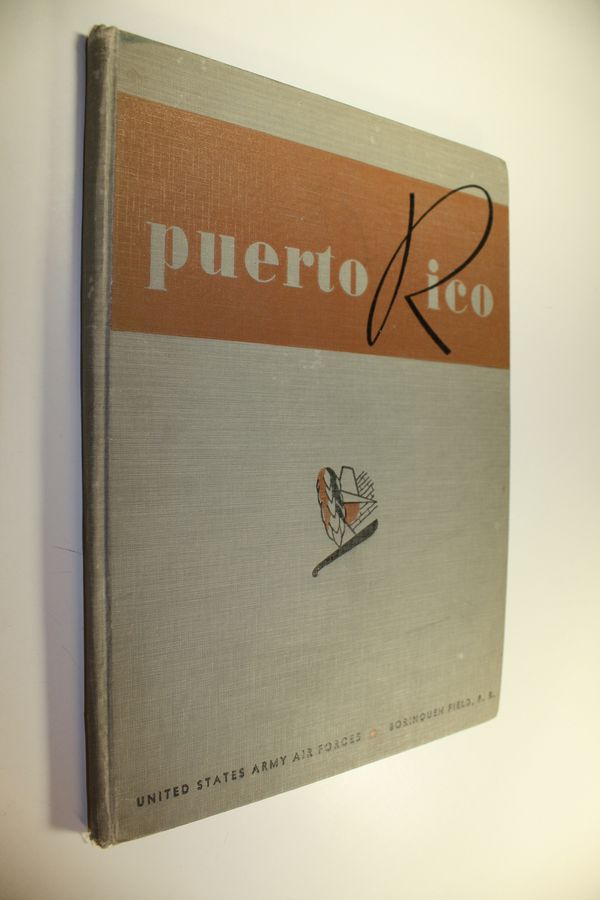 puerto Rico
UNITED STATES ARMY AIR FORCES ★ BORINQUEN FIELD, P. R.